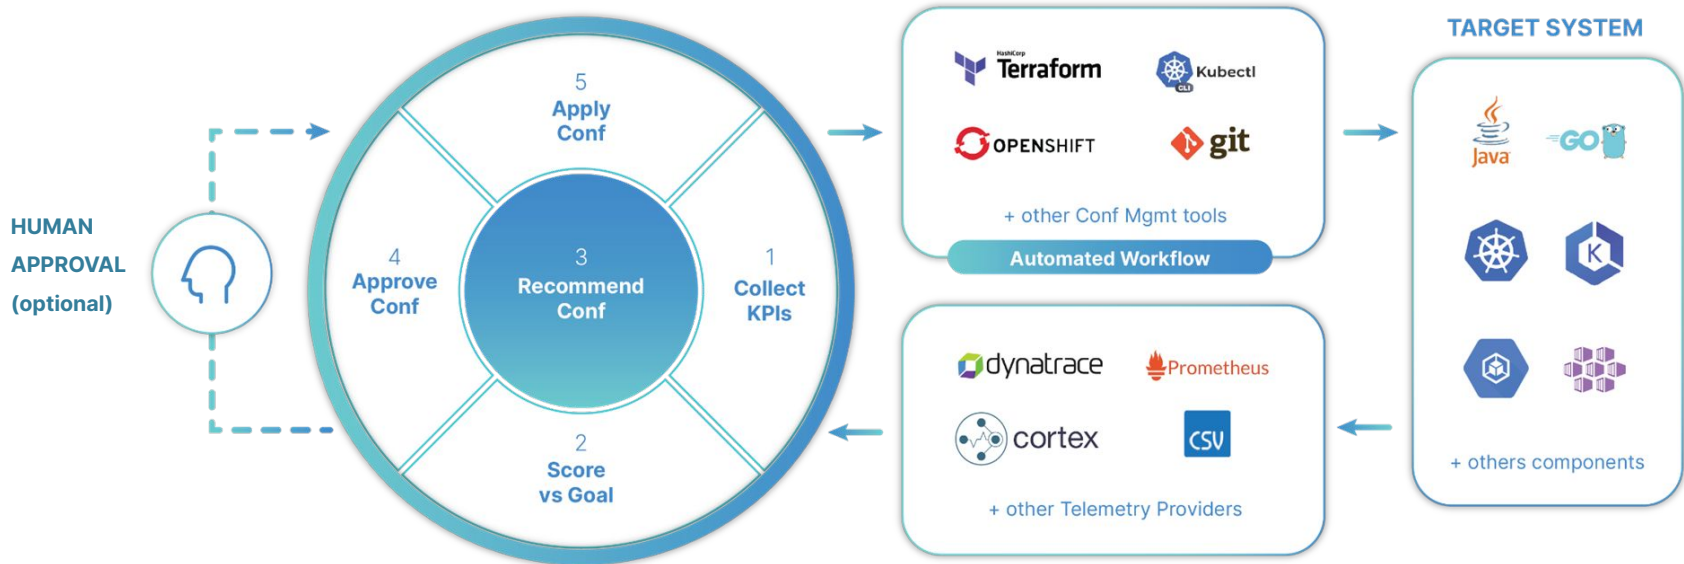 HUMAN
APPROVAL
(optional)
5
Apply
Conf
4
Approve
Conf
3
Recommend
Conf
1
Collect
KPIs
2
Score
vs Goal
HashiCorp
Terraform
Kubectl
CLI
OPENSHIFT
git
+ other Conf Mgmt tools
Automated Workflow
dynatrace
Prometheus
cortex
CSV
+ other Telemetry Providers
TARGET SYSTEM
Java
GO
K
+ others components